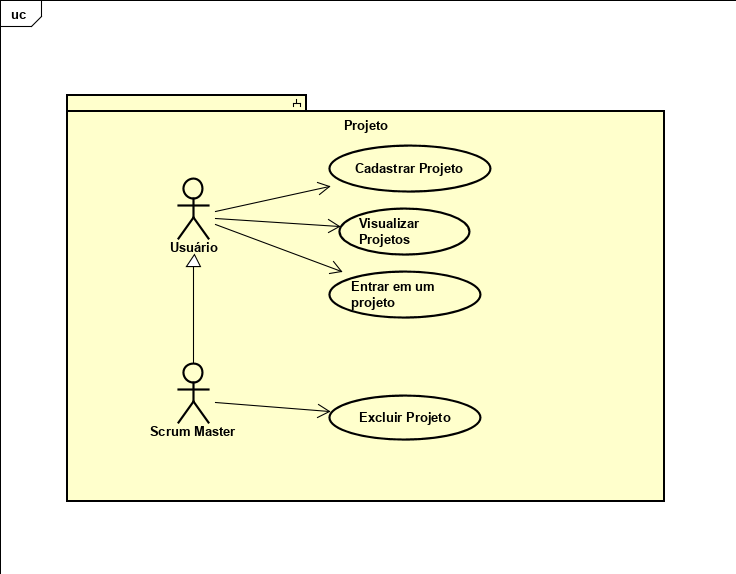 uc
Projeto
Cadastrar Projeto
Visualizar
Projetos
Usuário
Entrar em um
projeto
Excluir Projeto
Scrum Master